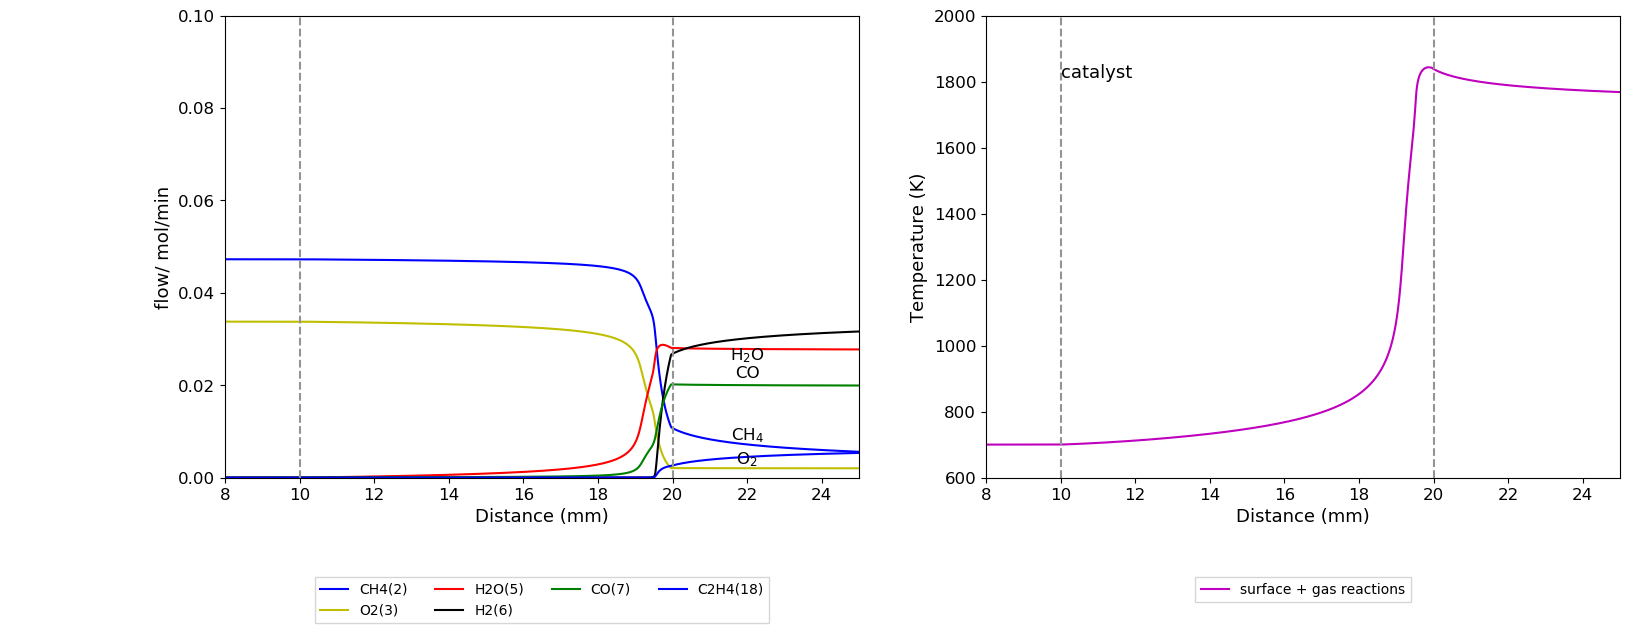 0.10
0.08
0.06
0.04
0.02
0.00
flow/ mol/min
H₂O
CO
CH₄
O₂
8 10 12 14 16 18 20 22 24
Distance (mm)
CH4(2) H2O(5) CO(7) C2H4(18)
O2(3) H2(6)
2000
1800
1600
1400
1200
1000
800
600
Temperature (K)
catalyst
8 10 12 14 16 18 20 22 24
Distance (mm)
surface + gas reactions